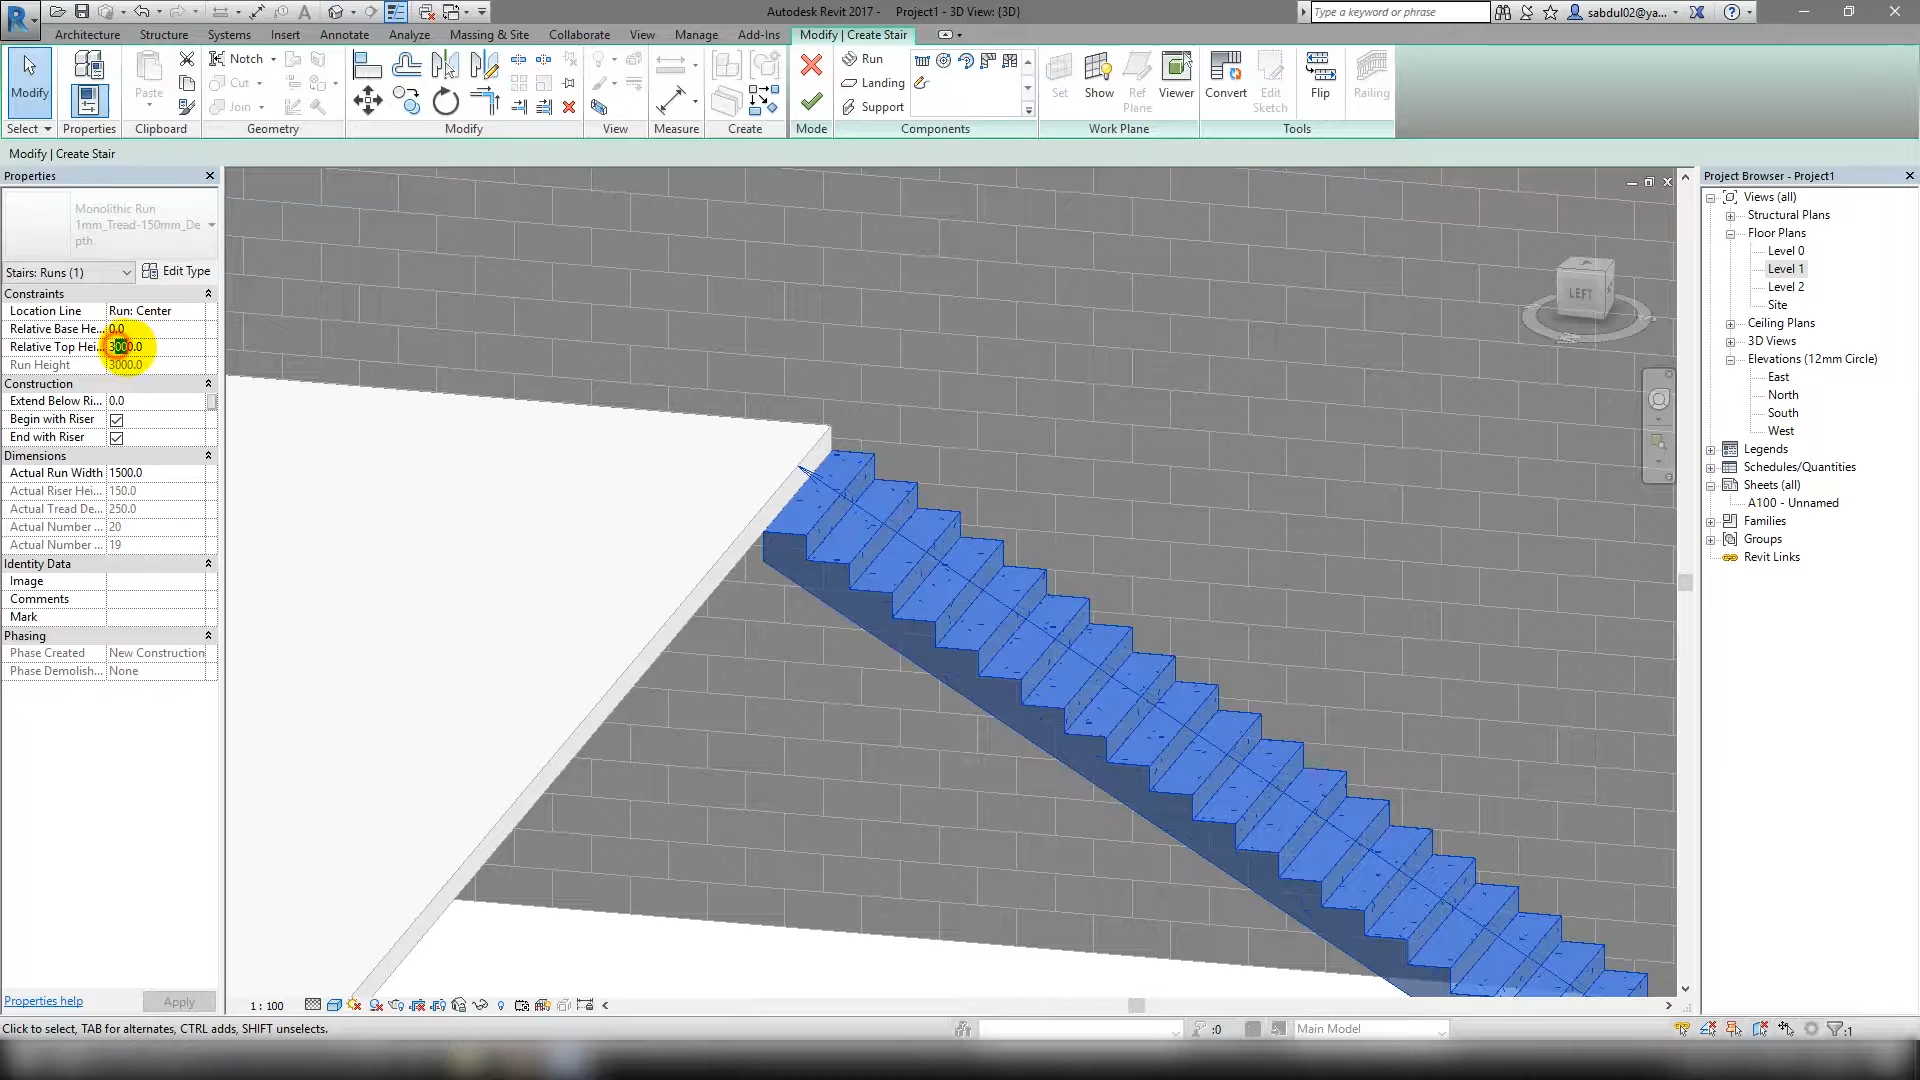 Autodesk Revit 2017 - Project1 - 3D View: {3D}
Type a keyword or phrase
sabdul02@ya...
Architecture Structure Systems Insert Annotate Analyze Massing & Site Collaborate View Manage Add-Ins Modify | Create Stair
Modify
Select
Properties
Paste
Clipboard
Notch
Cut
Join
Geometry
Modify
View
Measure
Create
Mode
Run
Landing
Support
Components
Set
Show
Ref Plane
Viewer
Work Plane
Convert
Edit Sketch
Flip
Railing
Tools
Modify | Create Stair
Properties
Monolithic Run
1mm_Tread-150mm_De
pth
Stairs: Runs (1)
Edit Type
Constraints
Location Line Run: Center
Relative Base He... 0.0
Relative Top Hei... 3000.0
Run Height 3000.0
Construction
Extend Below Ri... 0.0
Begin with Riser
End with Riser
Dimensions
Actual Run Width 1500.0
Actual Riser Hei... 150.0
Actual Tread De... 250.0
Actual Number ... 20
Actual Number ... 19
Identity Data
Image
Comments
Mark
Phasing
Phase Created New Construction
Phase Demolish... None
Properties help
Apply
LEFT
Project Browser - Project1
Views (all)
Structural Plans
Floor Plans
Level 0
Level 1
Level 2
Site
Ceiling Plans
3D Views
Elevations (12mm Circle)
East
North
South
West
Legends
Schedules/Quantities
Sheets (all)
A100 - Unnamed
Families
Groups
Revit Links
1 : 100
Click to select, TAB for alternates, CTRL adds, SHIFT unselects.
:0
Main Model
:1